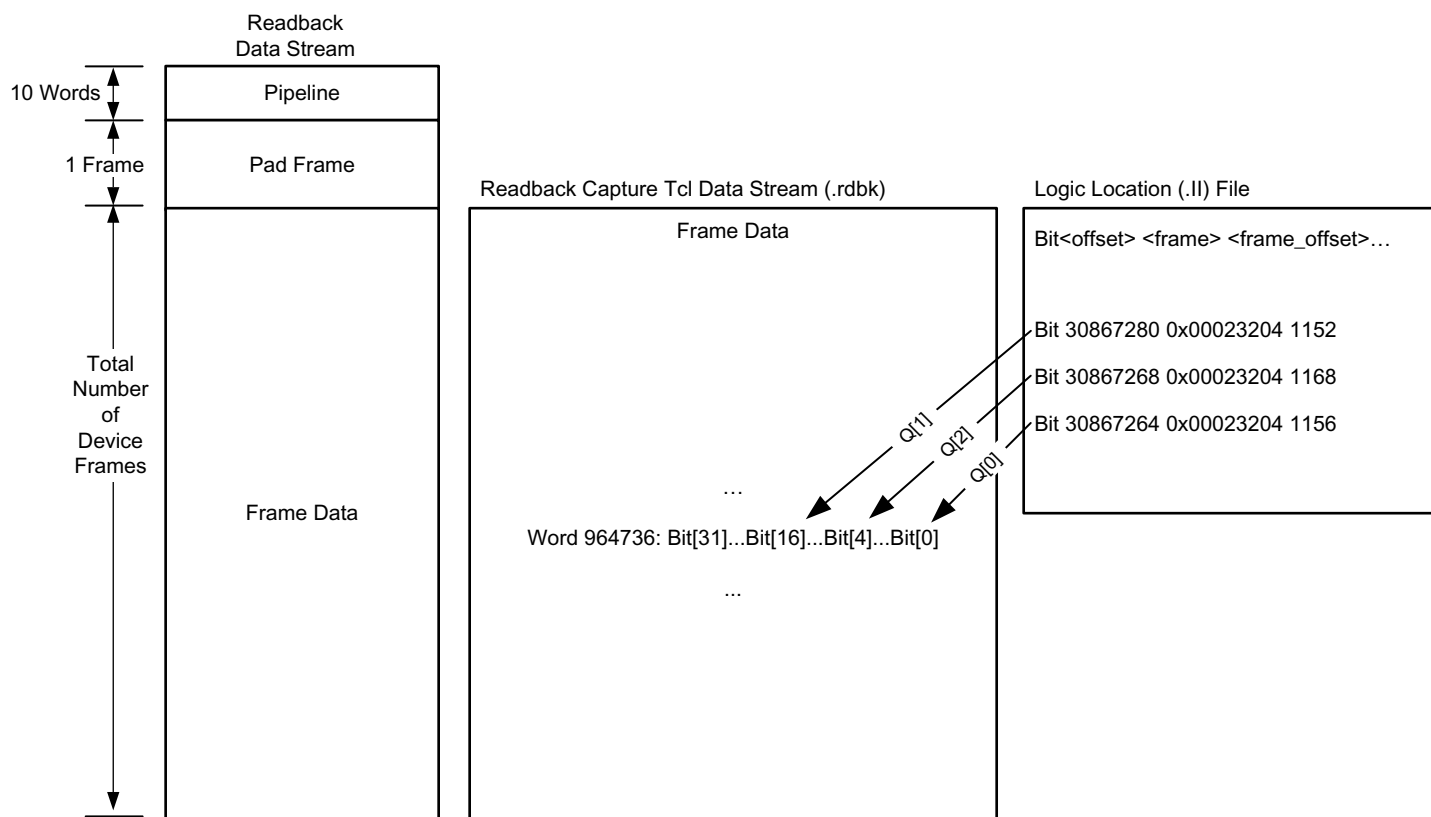 Readback
Data Stream
10 Words
Pipeline
1 Frame
Pad Frame
Total
Number
of
Device
Frames
Frame Data
Readback Capture Tcl Data Stream (.rdbk)
Frame Data
...
Word 964736: Bit[31]...Bit[16]...Bit[4]...Bit[0]
...
Q[1]
Q[2]
Q[0]
Logic Location (.II) File
Bit<offset> <frame> <frame_offset>...
Bit 30867280 0x00023204 1152
Bit 30867268 0x00023204 1168
Bit 30867264 0x00023204 1156